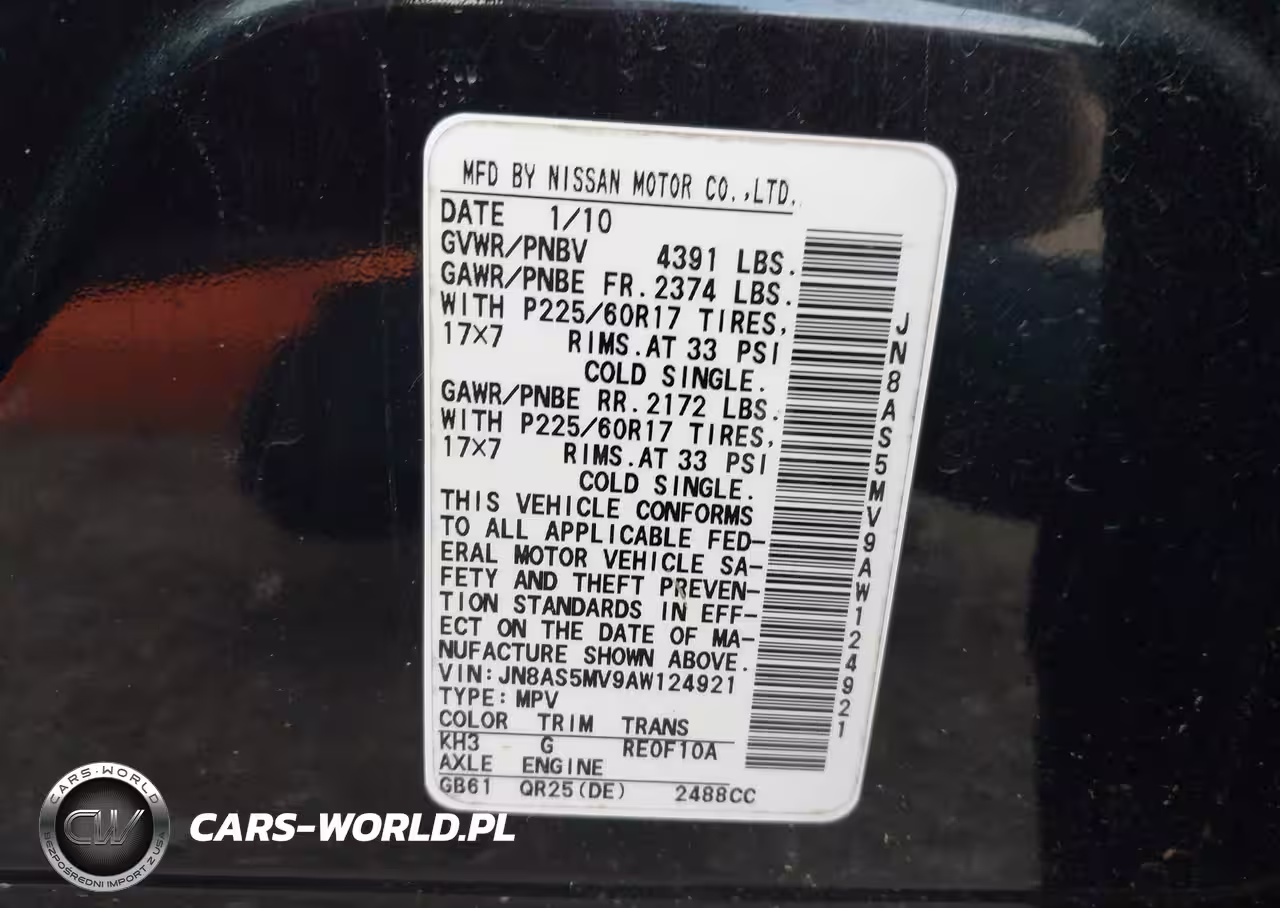 MFD BY NISSAN MOTOR CO.,LTD.
DATE 1/10
GVWR/PNBV 4391 LBS.
GAWR/PNBE FR. 2374 LBS.
WITH P225/60R17 TIRES,
17×7 RIMS.AT 33 PSI
COLD SINGLE.
GAWR/PNBE RR. 2172 LBS.
WITH P225/60R17 TIRES,
17×7 RIMS.AT 33 PSI
COLD SINGLE.
THIS VEHICLE CONFORMS
TO ALL APPLICABLE FED-
ERAL MOTOR VEHICLE SA-
FETY AND THEFT PREVEN-
TION STANDARDS IN EFF-
ECT ON THE DATE OF MA-
NUFACTURE SHOWN ABOVE.
VIN:JN8AS5MV9AW124921
TYPE:MPV
COLOR TRIM TRANS
KH3 G RE0F10A
AXLE ENGINE
GB61 QR25(DE) 2488CC
JN8AS5MV9AW124921
CARS-WORLD
CW
BEZPOŚREDNI IMPORT Z USA
CARS-WORLD.PL